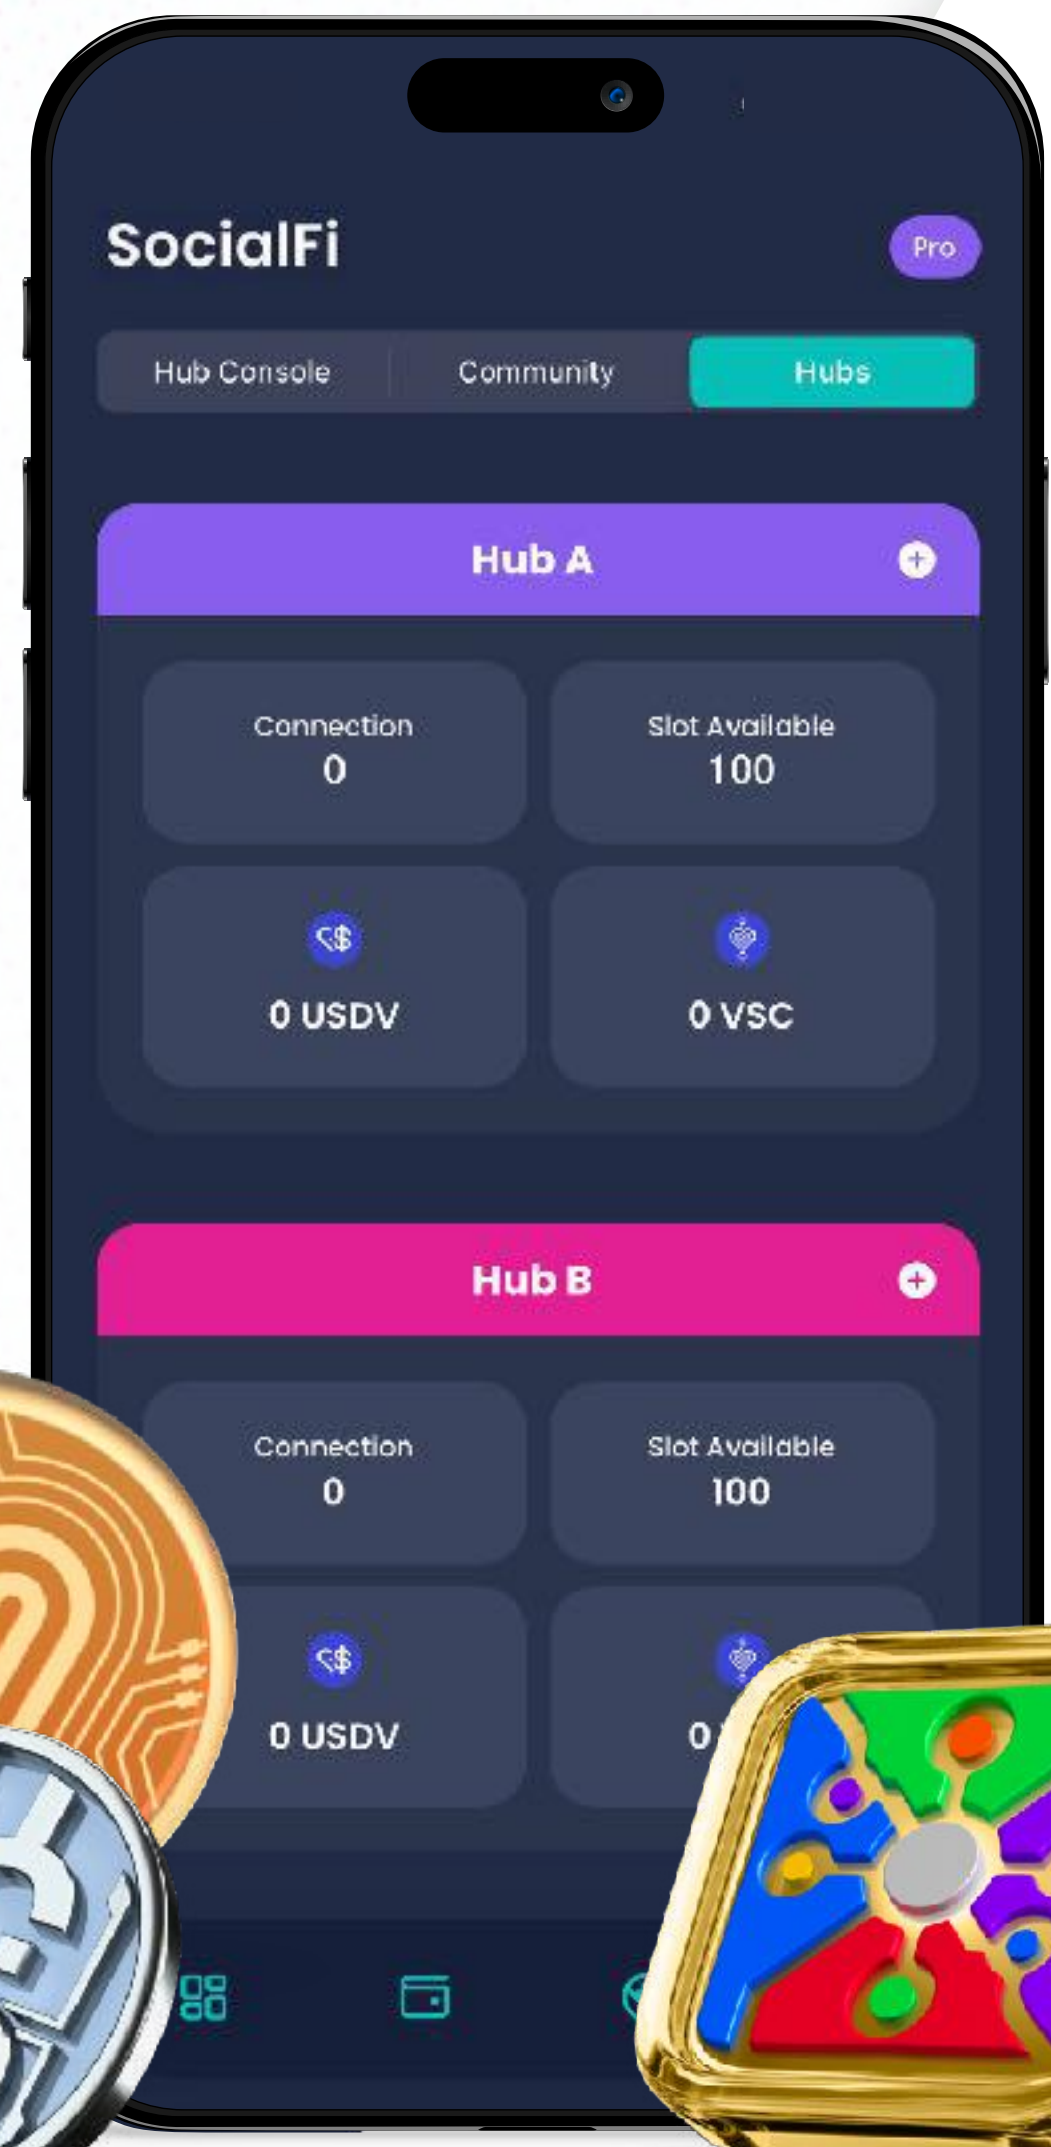 SocialFi
Pro
Hub Console Community Hubs
Hub A
Connection Slot Available
0 100
0 USDV 0 VSC
Hub B
Connection Slot Available
0 100
0 USDV 0